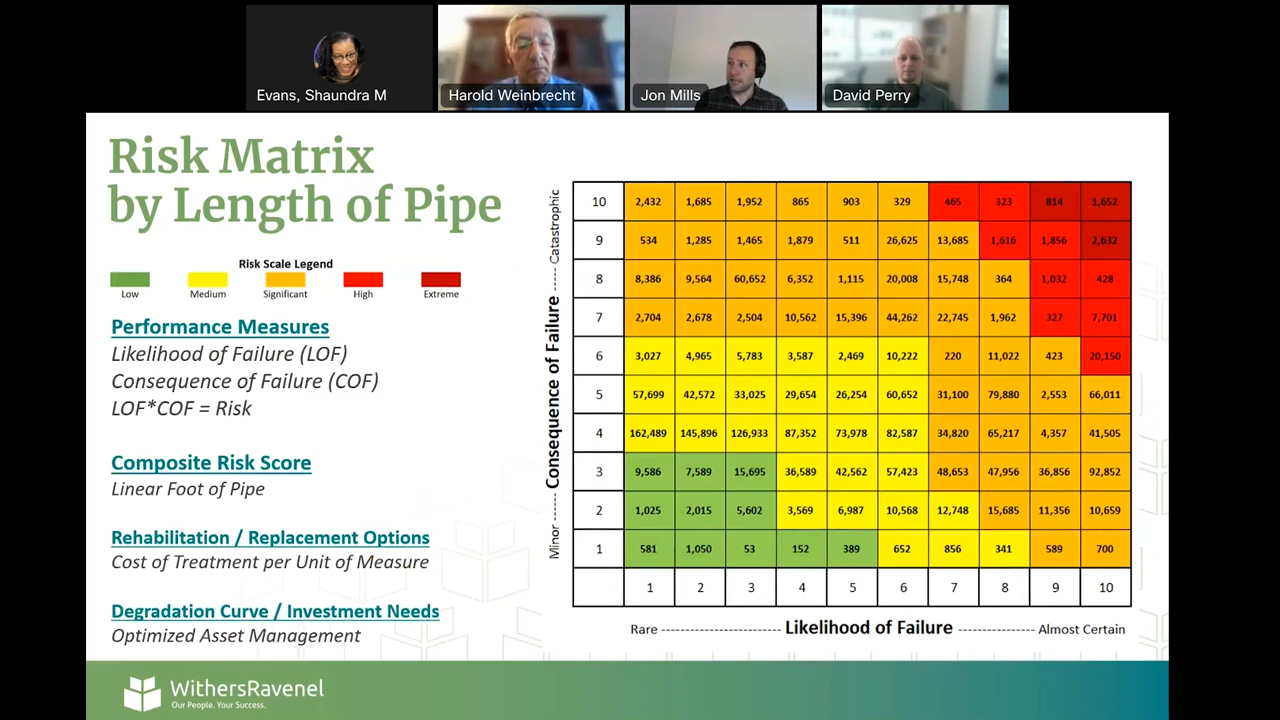 Evans, Shaundra M
Harold Weinbrecht
Jon Mills
David Perry
Risk Matrix
by Length of Pipe
Risk Scale Legend
Low Medium Significant High Extreme
Performance Measures
Likelihood of Failure (LOF)
Consequence of Failure (COF)
LOF*COF = Risk
Composite Risk Score
Linear Foot of Pipe
Rehabilitation / Replacement Options
Cost of Treatment per Unit of Measure
Degradation Curve / Investment Needs
Optimized Asset Management
Minor ------ Consequence of Failure ------ Catastrophic
10 2,432 1,685 1,952 865 903 329 465 323 814 1,652
9 534 1,285 1,465 1,879 511 26,625 13,685 1,616 1,856 2,632
8 8,386 9,564 60,652 6,352 1,115 20,008 15,748 364 1,032 428
7 2,704 2,678 2,504 10,562 15,396 44,262 22,745 1,962 327 7,701
6 3,027 4,965 5,783 3,587 2,469 10,222 220 11,022 423 20,150
5 57,699 42,572 33,025 29,654 26,254 60,652 31,100 79,880 2,553 66,011
4 162,489 145,896 126,933 87,352 73,978 82,587 34,820 65,217 4,357 41,505
3 9,586 7,589 15,695 36,589 42,562 57,423 48,653 47,956 36,856 92,852
2 1,025 2,015 5,602 3,569 6,987 10,568 12,748 15,685 11,356 10,659
1 581 1,050 53 152 389 652 856 341 589 700
1 2 3 4 5 6 7 8 9 10
Rare -------------------- Likelihood of Failure ------------- Almost Certain
WithersRavenel
Our People. Your Success.